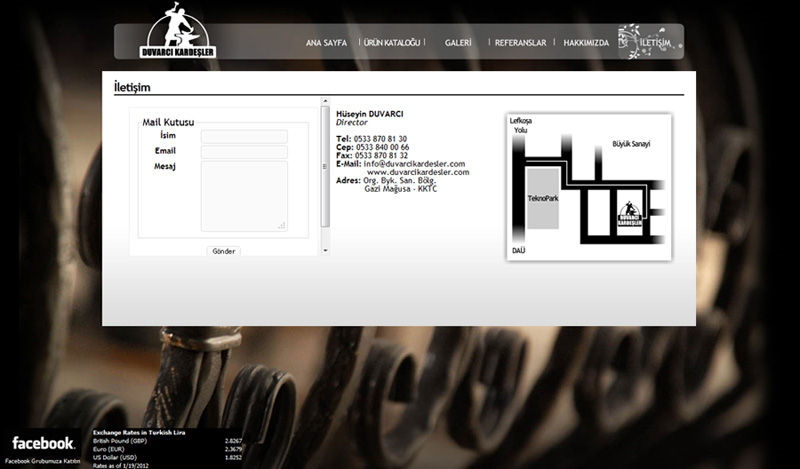 DUVARCI KARDEŞLER
ANA SAYFA | ÜRÜN KATALOĞU | GALERİ | REFERANSLAR | HAKKIMIZDA | İLETİŞİM
İletişim
Mail Kutusu
İsim
Email
Mesaj
Gönder
Hüseyin DUVARCI
Director
Tel: 0533 870 81 30
Cep: 0533 840 00 66
Fax: 0533 870 81 32
E-Mail: info@duvarcikardesler.com
www.duvarcikardesler.com
Adres: Org. Byk. San. Bölg.
Gazi Mağusa - KKTC
Lefkoşa
Yolu
Büyük Sanayi
TeknoPark
DUVARCI
KARDEŞLER
DAÜ
facebook.
Facebook Grubumuza Katılın
Exchange Rates in Turkish Lira
British Pound (GBP) 2.8267
Euro (EUR) 2.3679
US Dollar (USD) 1.8252
Rates as of 1/19/2012